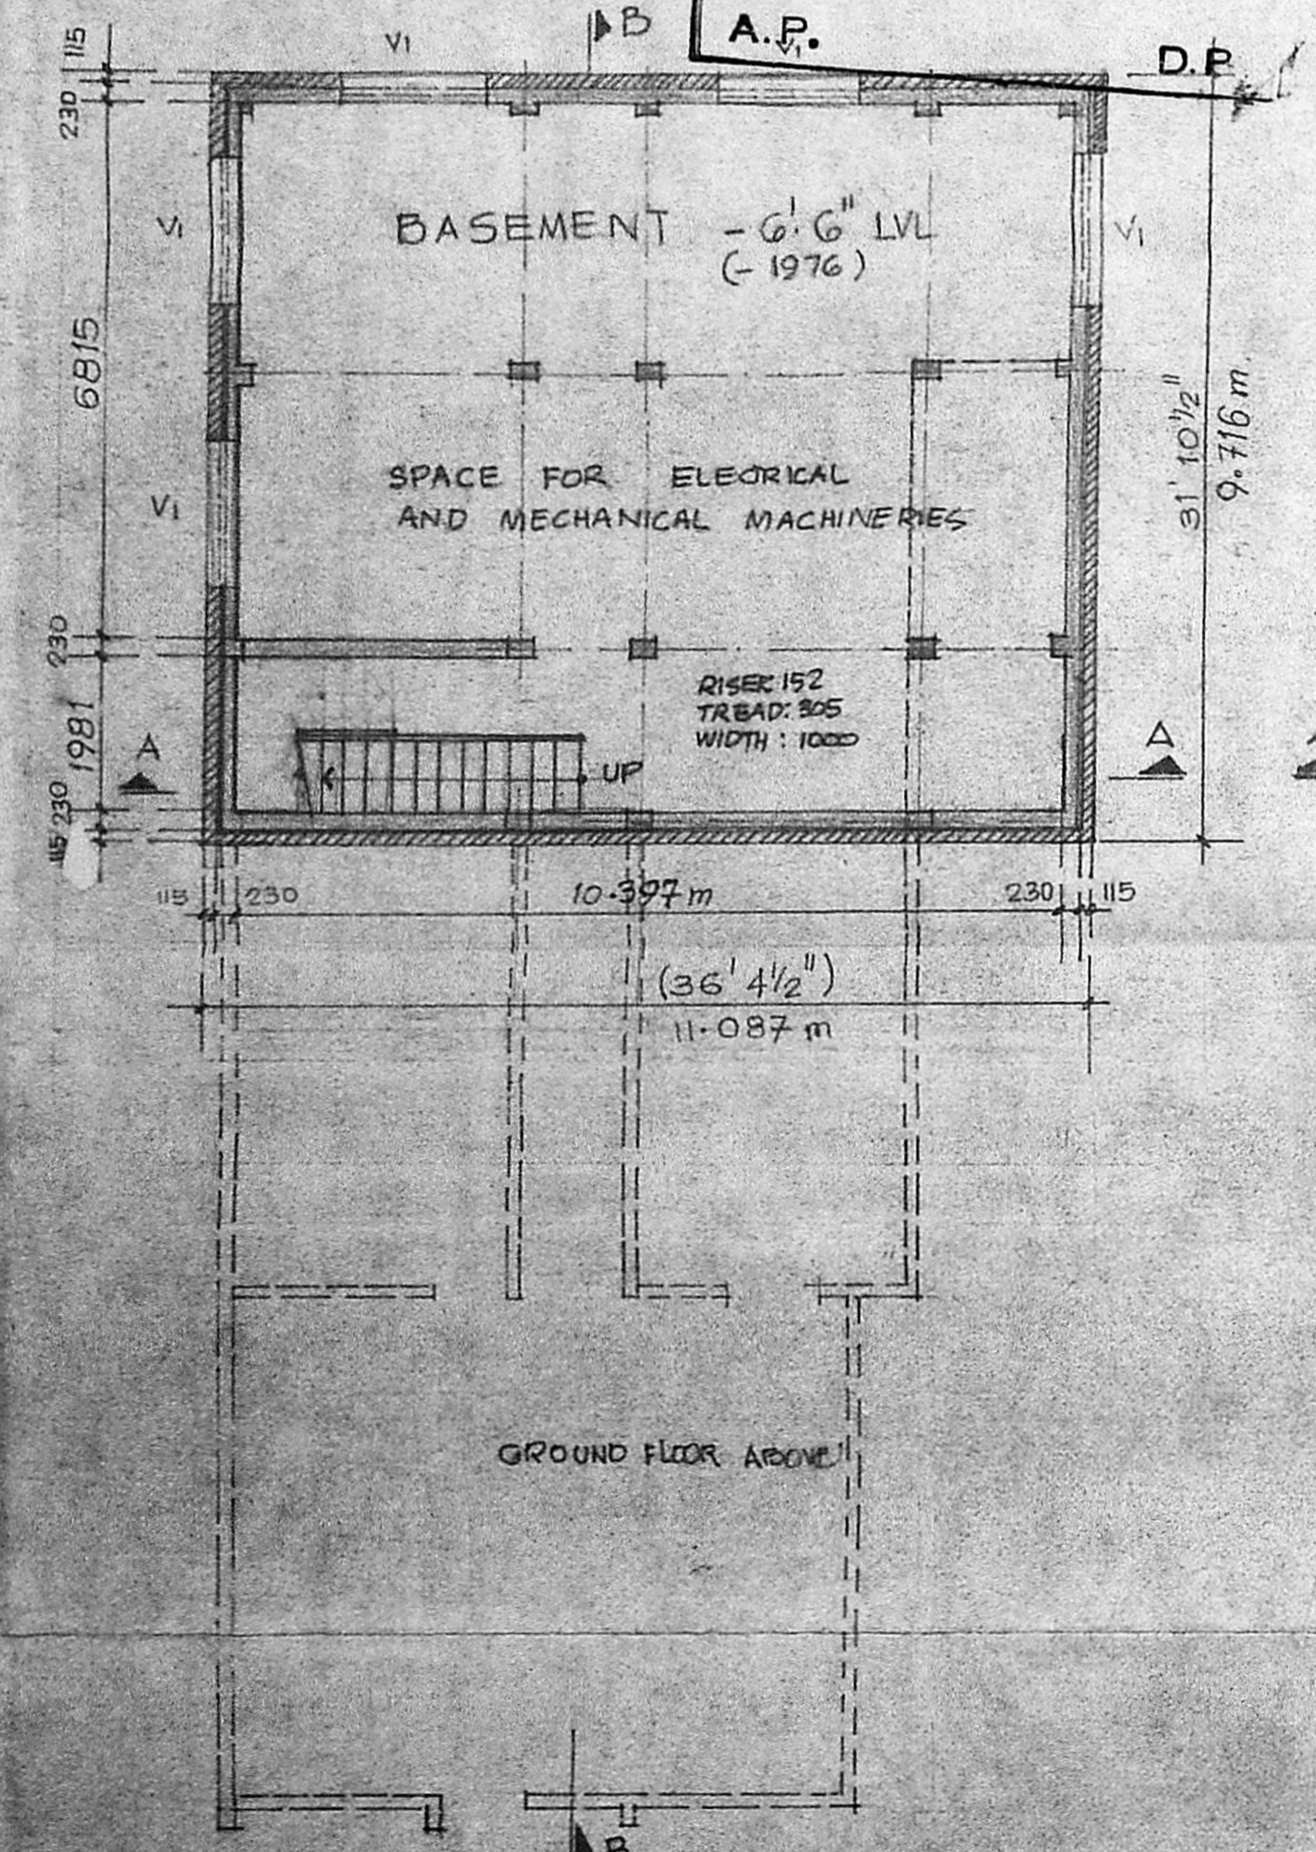 115
V1
B
A.P.
V1
D.P.
230
BASEMENT - 6'.6" LVL
(- 1976)
V1
V1
6815
31' 10½"
9.716 m
SPACE FOR ELECRICAL
AND MECHANICAL MACHINERIES
V1
230
RISER: 152
TREAD: 305
WIDTH : 1000
1981
A
A
UP
230
115
115
230
10.397 m
230
115
(36' 4½")
11.087 m
GROUND FLOOR ABOVE
B